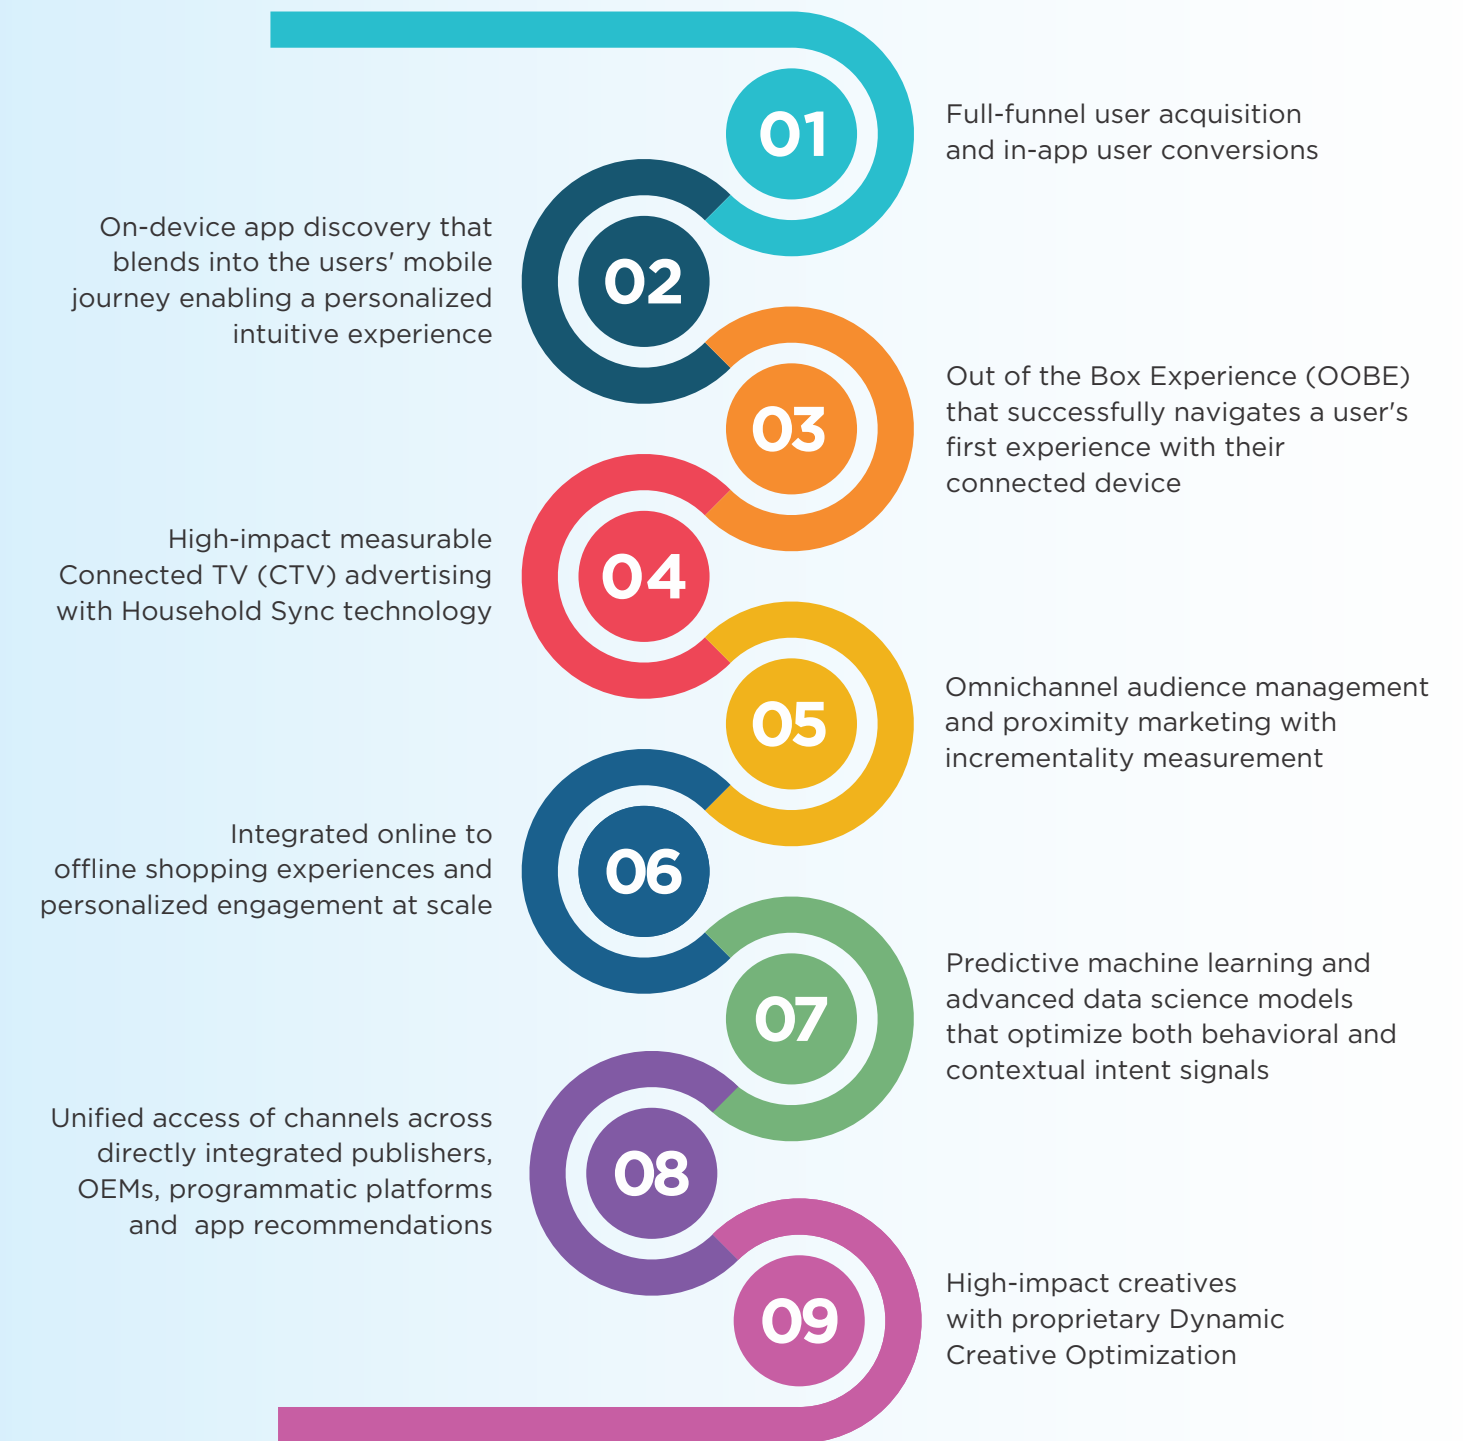 01
Full-funnel user acquisition
and in-app user conversions
On-device app discovery that
blends into the users' mobile
journey enabling a personalized
intuitive experience
02
03
Out of the Box Experience (OOBE)
that successfully navigates a user's
first experience with their
connected device
High-impact measurable
Connected TV (CTV) advertising
with Household Sync technology
04
05
Omnichannel audience management
and proximity marketing with
incrementality measurement
Integrated online to
offline shopping experiences and
personalized engagement at scale
06
07
Predictive machine learning and
advanced data science models
that optimize both behavioral and
contextual intent signals
Unified access of channels across
directly integrated publishers,
OEMs, programmatic platforms
and  app recommendations
08
09
High-impact creatives
with proprietary Dynamic
Creative Optimization